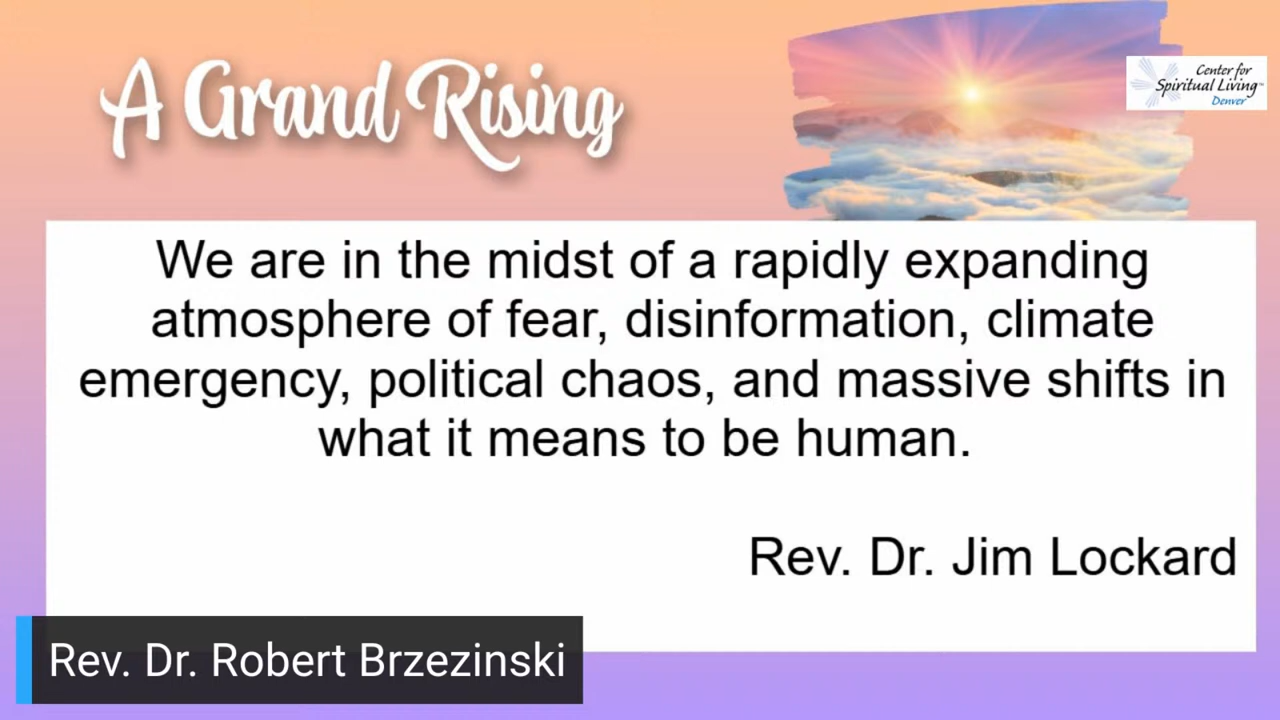 A Grand Rising
Center for
Spiritual Living™
Denver
We are in the midst of a rapidly expanding
atmosphere of fear, disinformation, climate
emergency, political chaos, and massive shifts in
what it means to be human.
Rev. Dr. Jim Lockard
Rev. Dr. Robert Brzezinski